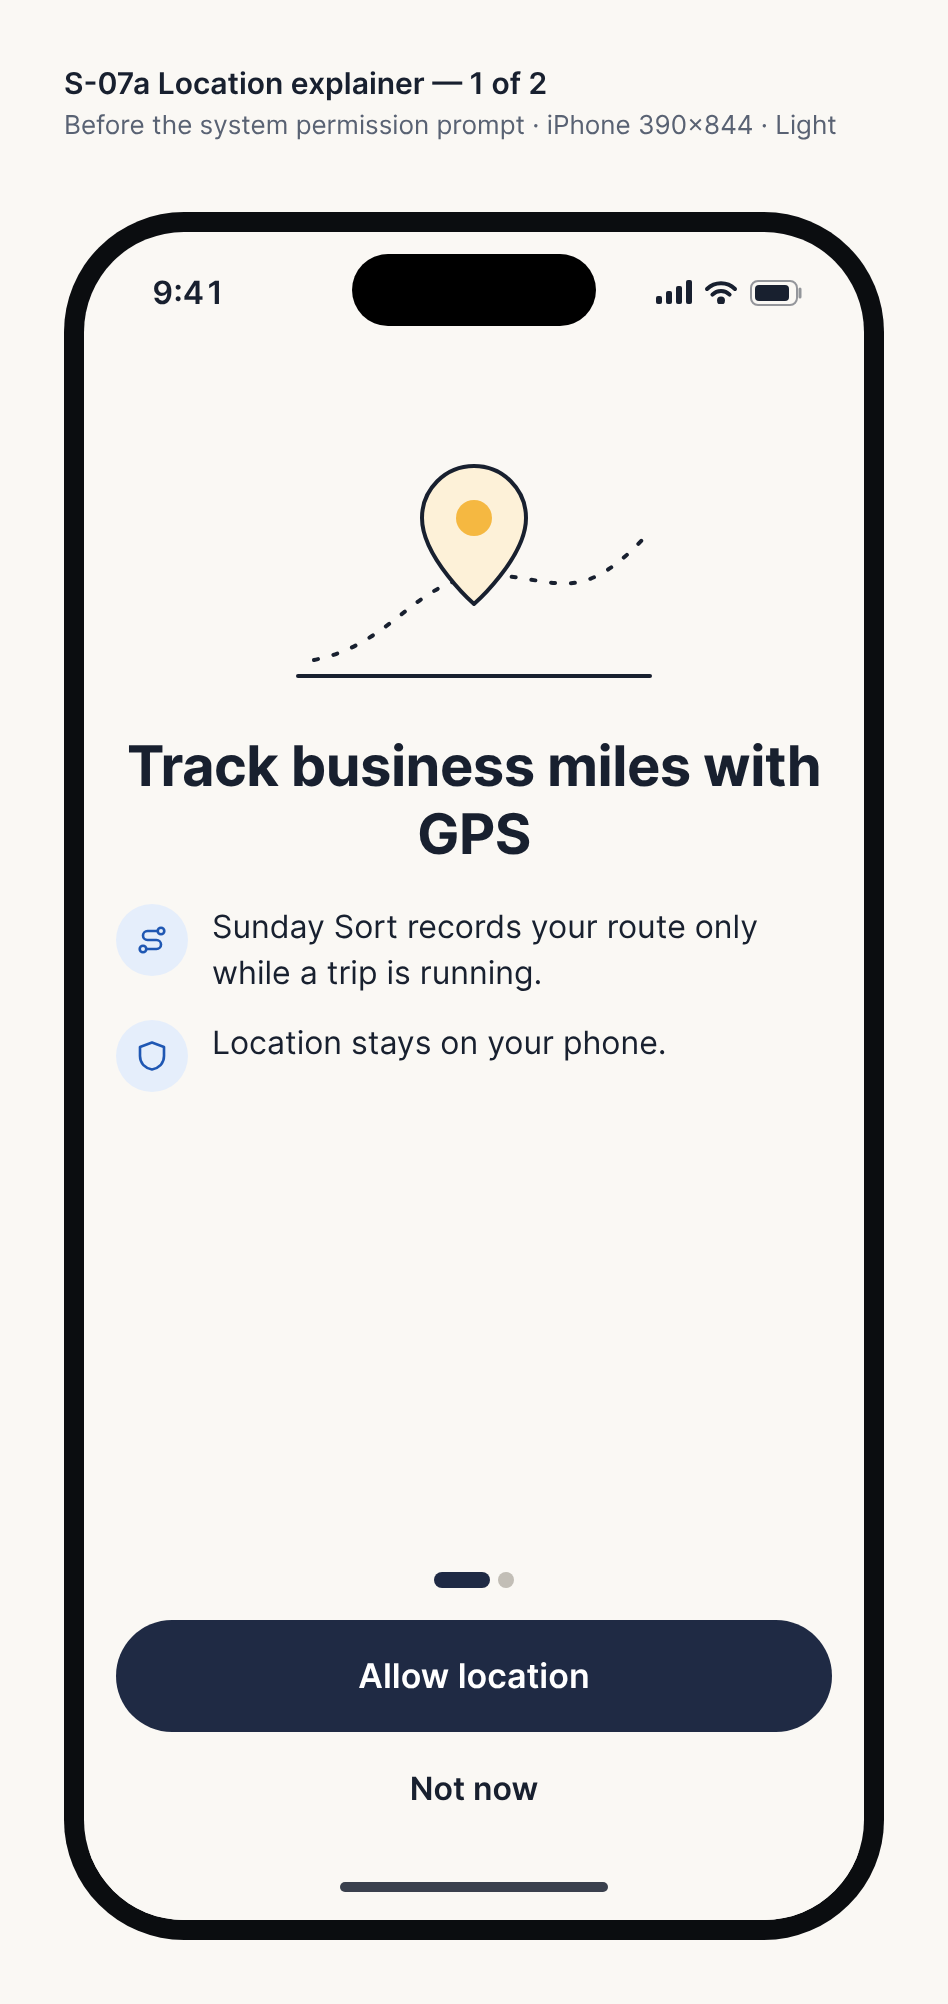 S-07a Location explainer — 1 of 2
Before the system permission prompt · iPhone 390×844 · Light
9:41
Track business miles with
GPS
Sunday Sort records your route only
while a trip is running.
Location stays on your phone.
Allow location
Not now